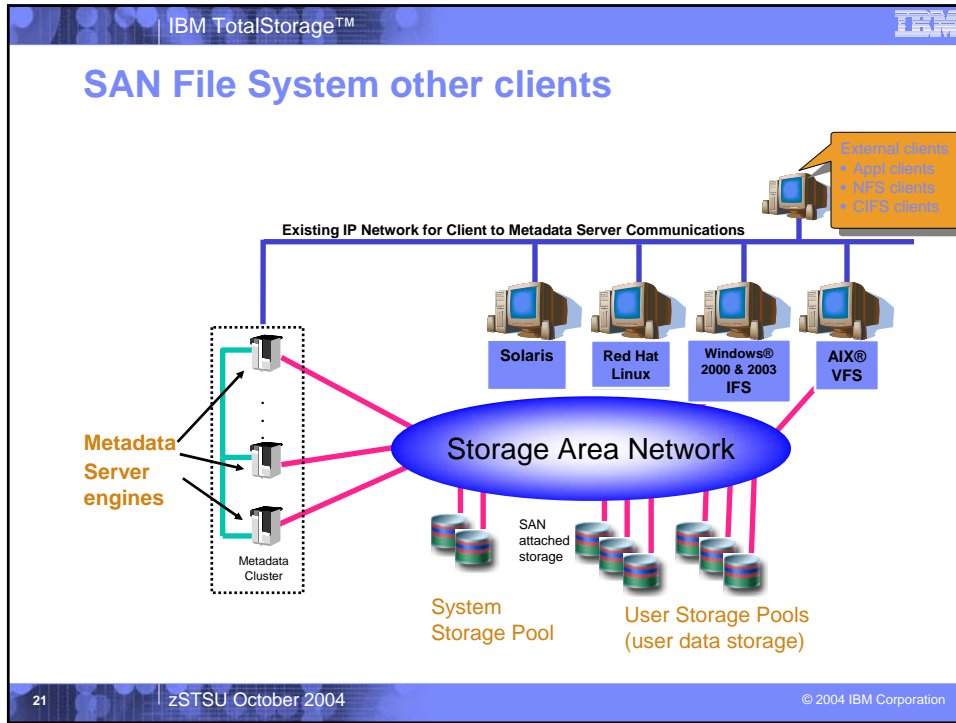 IBM TotalStorage™
IBM
SAN File System other clients
External clients
• Appl clients
• NFS clients
• CIFS clients
Existing IP Network for Client to Metadata Server Communications
Solaris
Red Hat
Linux
Windows®
2000 & 2003
IFS
AIX®
VFS
.
.
.
Metadata
Server
engines
Storage Area Network
Metadata
Cluster
SAN
attached
storage
System
Storage Pool
User Storage Pools
(user data storage)
21
zSTSU October 2004
© 2004 IBM Corporation